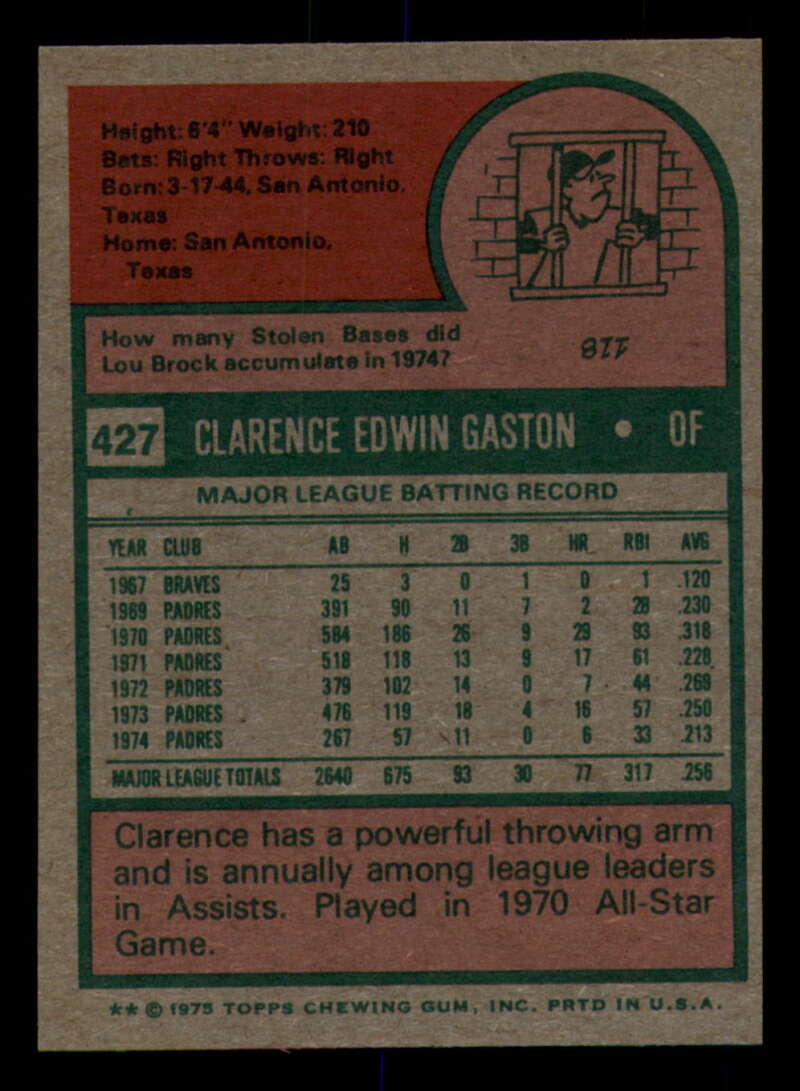 Height: 6'4" Weight: 210
Bats: Right Throws: Right
Born: 3-17-44, San Antonio,
Texas
Home: San Antonio,
Texas
How many Stolen Bases did
Lou Brock accumulate in 1974?
118
427 CLARENCE EDWIN GASTON • OF
MAJOR LEAGUE BATTING RECORD
YEAR CLUB AB H 2B 3B HR RBI AVG
1967 BRAVES 25 3 0 1 0 1 .120
1969 PADRES 391 90 11 7 2 28 .230
1970 PADRES 584 186 26 9 29 93 .318
1971 PADRES 518 118 13 9 17 61 .228
1972 PADRES 379 102 14 0 7 44 .269
1973 PADRES 476 119 18 4 16 57 .250
1974 PADRES 267 57 11 0 6 33 .213
MAJOR LEAGUE TOTALS 2640 675 93 30 77 317 .256
Clarence has a powerful throwing arm
and is annually among league leaders
in Assists. Played in 1970 All-Star
Game.
** © 1975 TOPPS CHEWING GUM, INC. PRTD IN U.S.A.